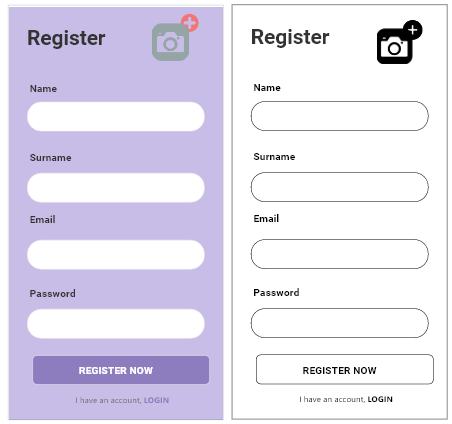 Register
Name
Surname
Email
Password
REGISTER NOW
I have an account, LOGIN
Register
Name
Surname
Email
Password
REGISTER NOW
I have an account, LOGIN